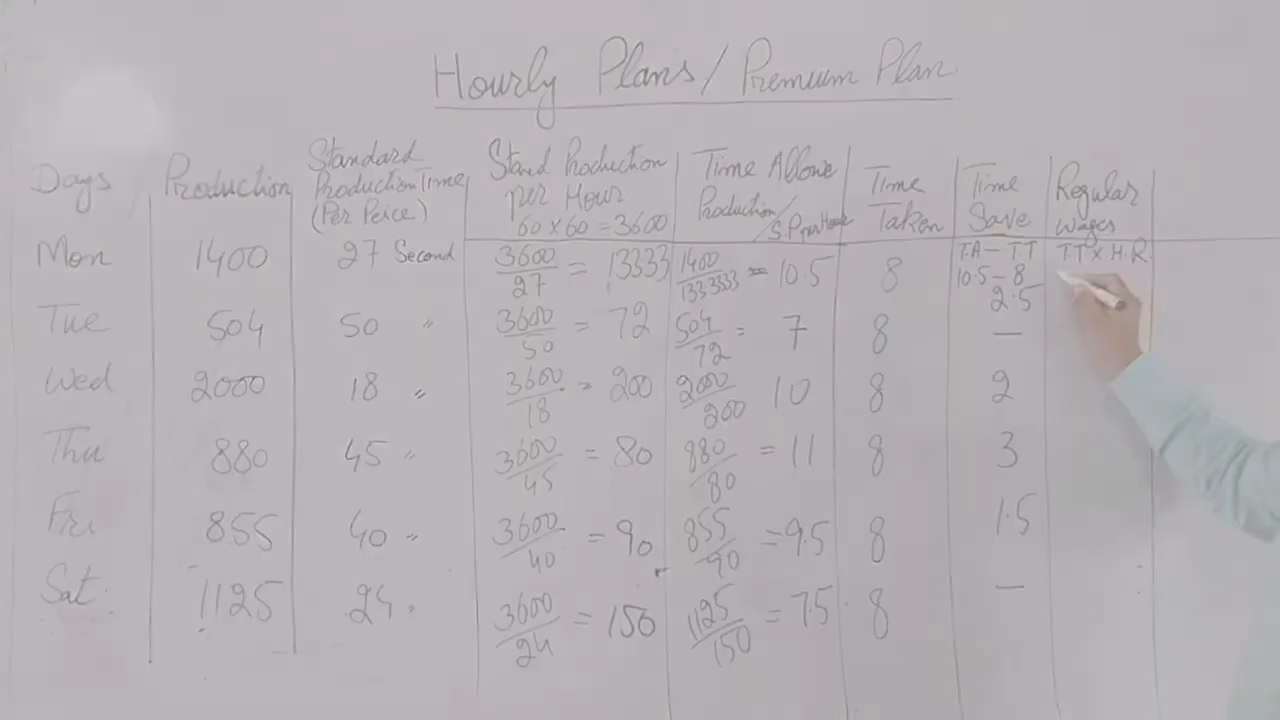 Hourly Plans / Premium Plan.
Days
Production
Standard
Production Time
(Per Peice)
Stand Production
per Hour
60 x 60 = 3600
Time Allowe
Production /
S.P per Hour
Time
Taken
Time
Save
Regular
wages
Mon 1400 27 Second 3600/27 = 133.33 1400/133.3333 = 10.5 8 T.A - TT T.T x H.R.
10.5 - 8
2.5
Tue 504 50 " 3600/50 = 72 504/72 = 7 8 —
Wed 2000 18 " 3600/18 = 200 2000/200 10 8 2
Thu 880 45 " 3600/45 = 80 880/80 = 11 8 3
Fri 855 40 " 3600/40 = 90 855/90 = 9.5 8 1.5
Sat 1125 24 " 3600/24 = 150 1125/150 = 7.5 8 —